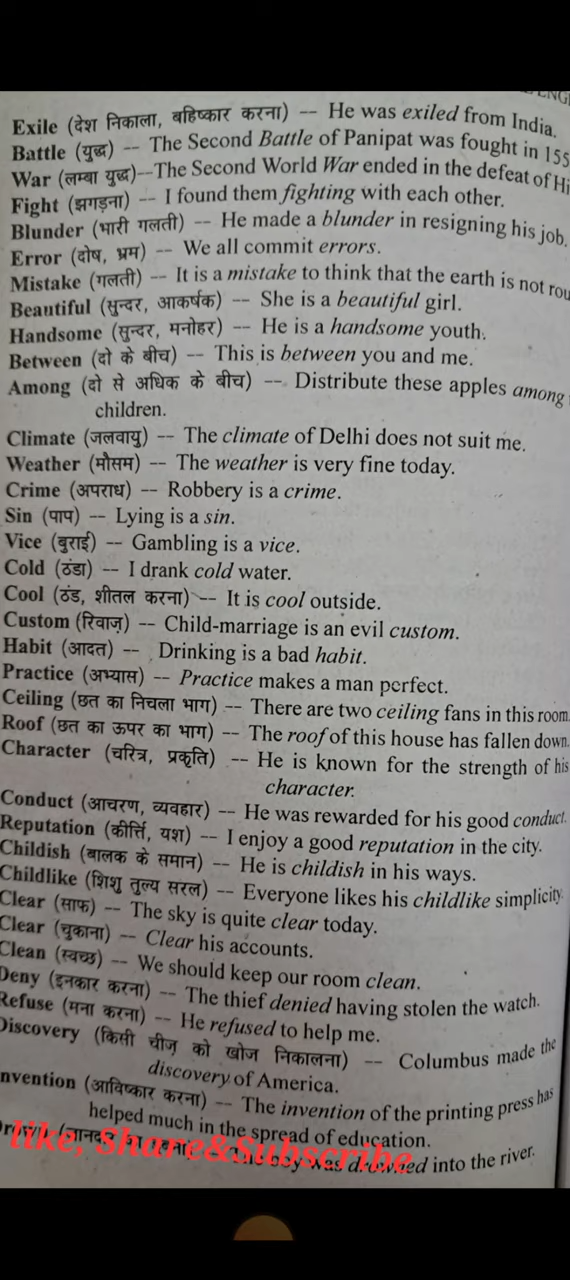 ENGL
Exile (देश निकाला, बहिष्कार करना) -- He was exiled from India.
Battle (युद्ध) -- The Second Battle of Panipat was fought in 155
War (लम्बा युद्ध)--The Second World War ended in the defeat of Hi
Fight (झगड़ना) -- I found them fighting with each other.
Blunder (भारी गलती) -- He made a blunder in resigning his job.
Error (दोष, भ्रम) -- We all commit errors.
Mistake (गलती) -- It is a mistake to think that the earth is not rou
Beautiful (सुन्दर, आकर्षक) -- She is a beautiful girl.
Handsome (सुन्दर, मनोहर) -- He is a handsome youth.
Between (दो के बीच) -- This is between you and me.
Among (दो से अधिक के बीच) -- Distribute these apples among
children.
Climate (जलवायु) -- The climate of Delhi does not suit me.
Weather (मौसम) -- The weather is very fine today.
Crime (अपराध) -- Robbery is a crime.
Sin (पाप) -- Lying is a sin.
Vice (बुराई) -- Gambling is a vice.
Cold (ठंडा) -- I drank cold water.
Cool (ठंड, शीतल करना) -- It is cool outside.
Custom (रिवाज़) -- Child-marriage is an evil custom.
Habit (आदत) -- Drinking is a bad habit.
Practice (अभ्यास) -- Practice makes a man perfect.
Ceiling (छत का निचला भाग) -- There are two ceiling fans in this room.
Roof (छत का ऊपर का भाग) -- The roof of this house has fallen down.
Character (चरित्र, प्रकृति) -- He is known for the strength of his
character.
Conduct (आचरण, व्यवहार) -- He was rewarded for his good conduct.
Reputation (कीर्त्ति, यश) -- I enjoy a good reputation in the city.
Childish (बालक के समान) -- He is childish in his ways.
Childlike (शिशु तुल्य सरल) -- Everyone likes his childlike simplicity.
Clear (साफ) -- The sky is quite clear today.
Clear (चुकाना) -- Clear his accounts.
Clean (स्वच्छ) -- We should keep our room clean.
Deny (इनकार करना) -- The thief denied having stolen the watch.
Refuse (मना करना) -- He refused to help me.
Discovery (किसी चीज़ को खोज निकालना) -- Columbus made the
discovery of America.
nvention (आविष्कार करना) -- The invention of the printing press has
helped much in the spread of education.
was drowned into the river.
like, Share&Subscribe